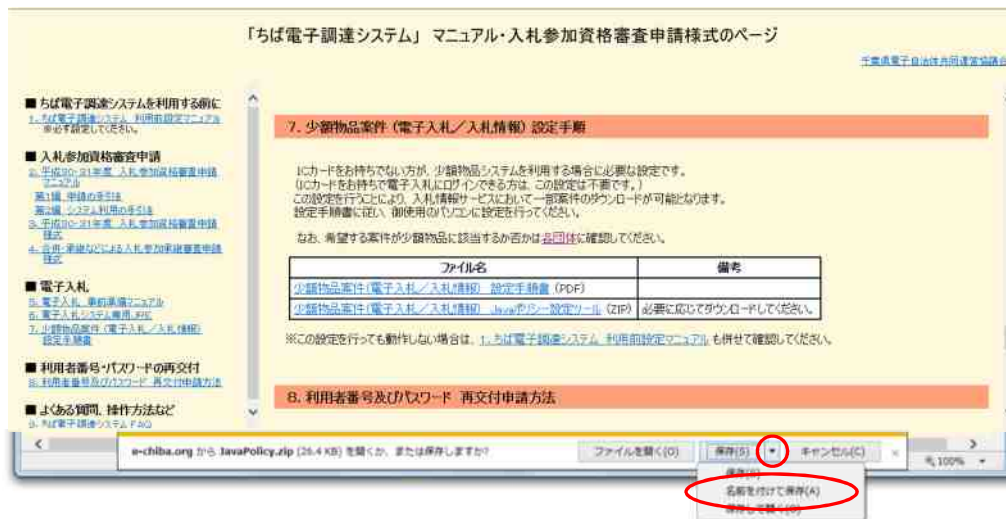 「ちば電子調達システム」 マニュアル・入札参加資格審査申請様式のページ
千葉県電子自治体共同運営協議会
■ ちば電子調達システムを利用する前に
1. ちば電子調達システム 利用前設定マニュアル
※必ず設定してください。
■ 入札参加資格審査申請
2. 平成20・21年度 入札参加資格審査申請
マニュアル
第1編 申請の手引き
第2編 システム利用の手引き
3. 平成20・21年度 入札参加資格審査申請
様式
4. 合併・承継などによる入札参加承継審査申請
様式
■ 電子入札
5. 電子入札 事前準備マニュアル
6. 電子入札システム専用 JRE
7. 少額物品案件（電子入札／入札情報）
設定手順書
■ 利用者番号・パスワードの再交付
8. 利用者番号及びパスワード 再交付申請方法
■ よくある質問、操作方法など
9. ちば電子調達システム FAQ
7. 少額物品案件（電子入札／入札情報）設定手順
ICカードをお持ちでない方が、少額物品システムを利用する場合に必要な設定です。
（ICカードをお持ちで電子入札にログインできる方は、この設定は不要です。）
この設定を行うことにより、入札情報サービスにおいて一部案件のダウンロードが可能となります。
設定手順書に従い、御使用のパソコンに設定を行ってください。
なお、希望する案件が少額物品に該当するか否かは各団体に確認してください。
ファイル名 備考
少額物品案件（電子入札／入札情報） 設定手順書 (PDF)
少額物品案件（電子入札／入札情報） Javaポリシー設定ツール (ZIP) 必要に応じてダウンロードしてください。
※この設定を行っても動作しない場合は、1. ちば電子調達システム 利用前設定マニュアル も併せて確認してください。
8. 利用者番号及びパスワード 再交付申請方法
e-chiba.org から JavaPolicy.zip (26.4 KB) を開くか、または保存しますか? ファイルを開く(O) 保存(S) ▼ キャンセル(C) ×
100%
保存(S)
名前を付けて保存(A)
保存して開く(O)